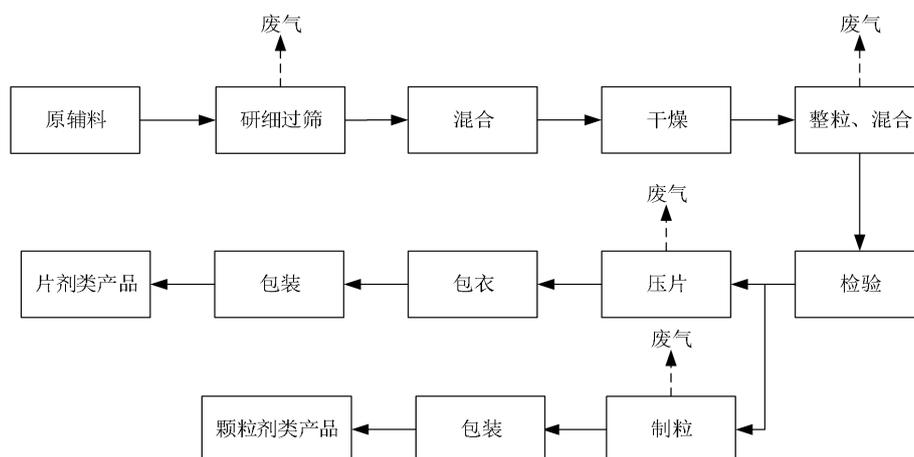 废气
废气
原辅料
研细过筛
混合
干燥
整粒、混合
废气
片剂类产品
包装
包衣
压片
检验
废气
颗粒剂类产品
包装
制粒